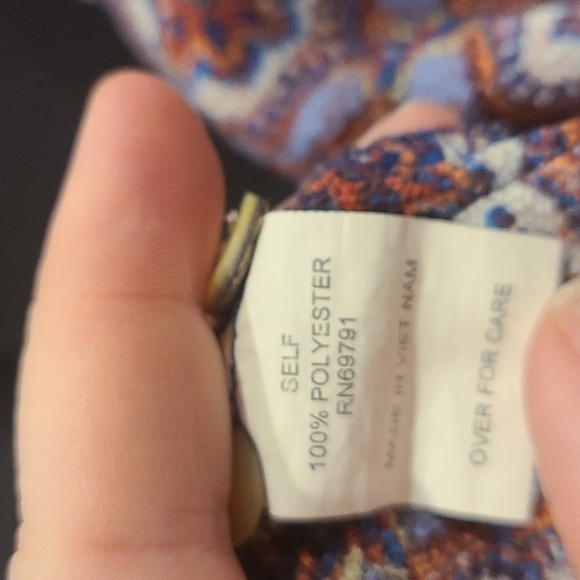 SELF
100% POLYESTER
RN69791
MADE IN VIET NAM
OVER FOR CARE